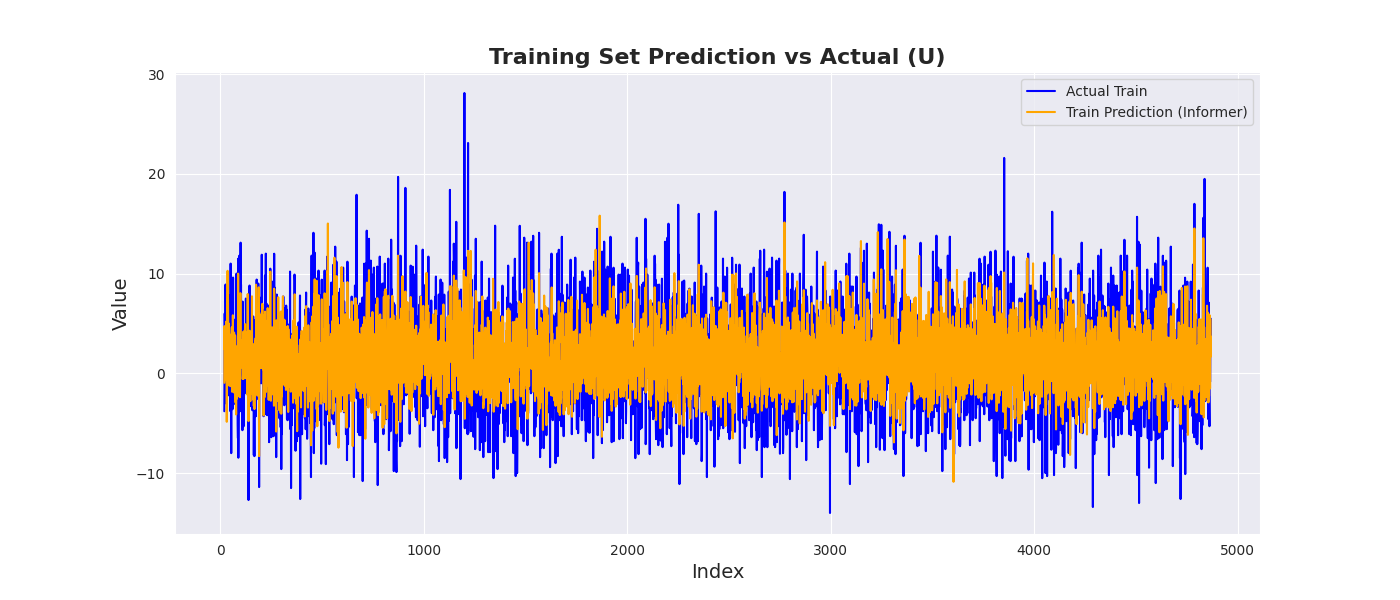 Training Set Prediction vs Actual (U)
30
20
10
0
−10
Value
Actual Train
Train Prediction (Informer)
0
1000
2000
3000
4000
5000
Index